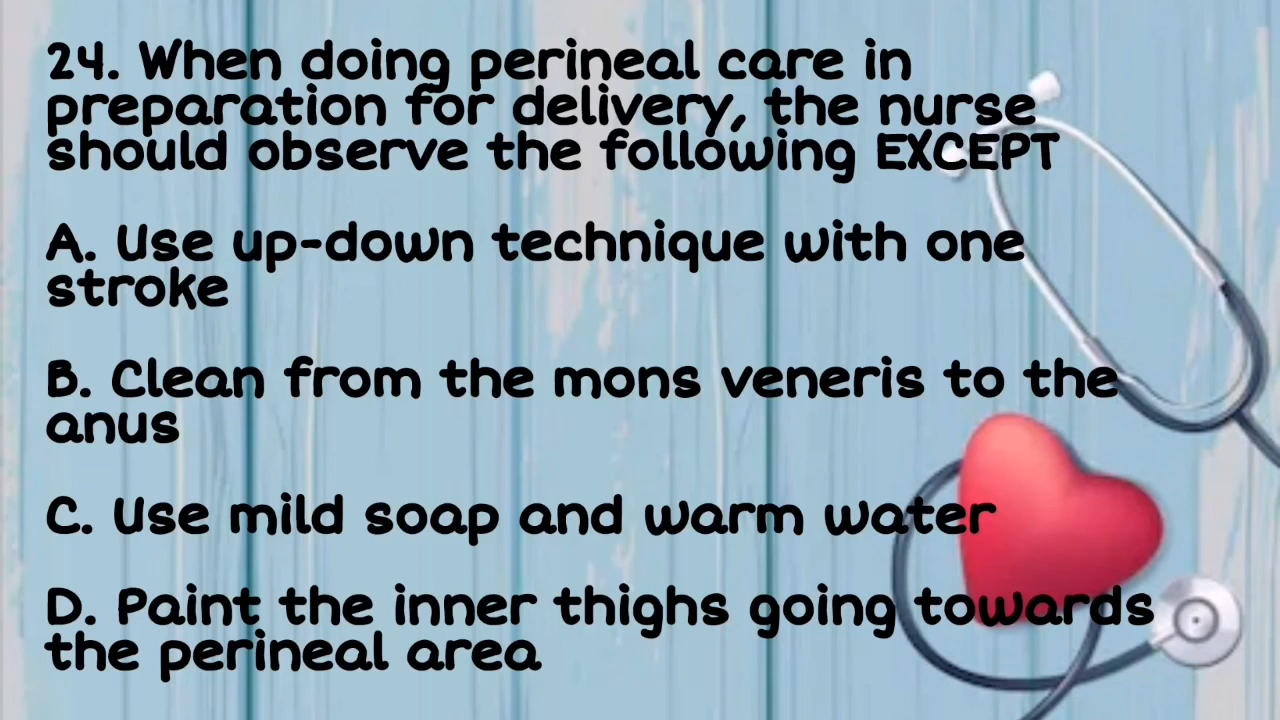 24. When doing perineal care in
preparation for delivery, the nurse
should observe the following EXCEPT
A. Use up-down technique with one
stroke
B. Clean from the mons veneris to the
anus
C. Use mild soap and warm water
D. Paint the inner thighs going towards
the perineal area